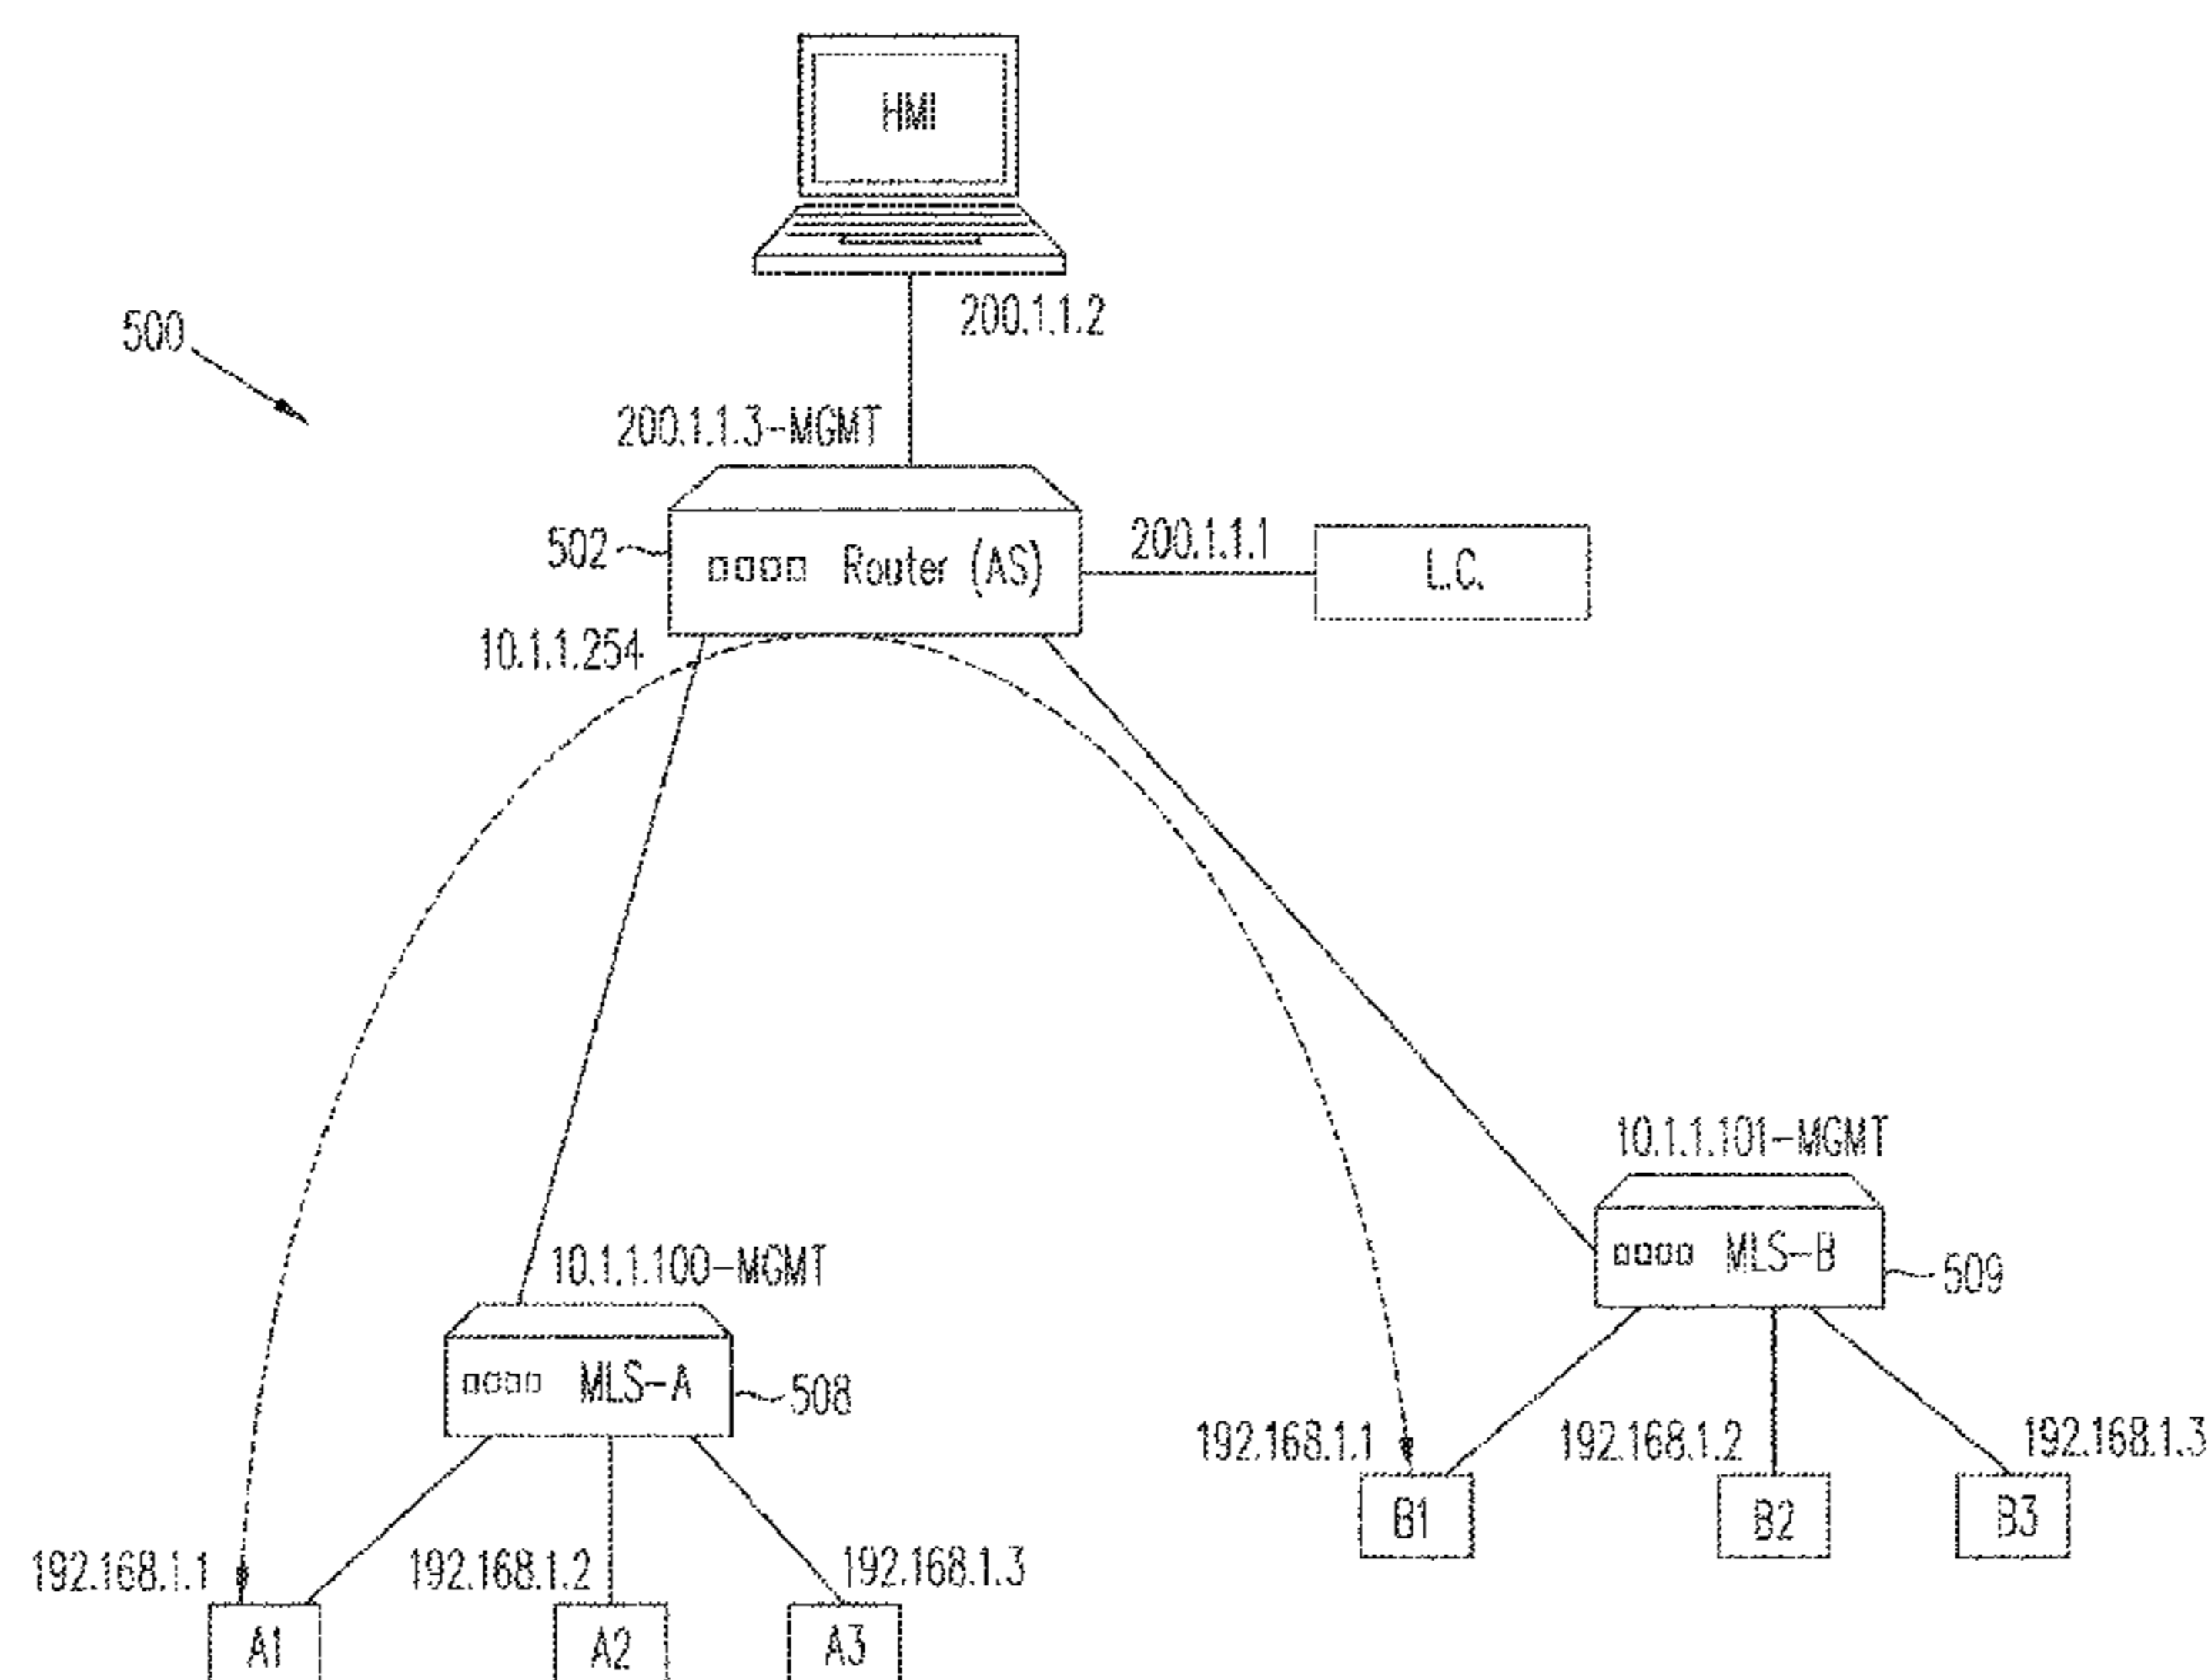 HMI
200.1.1.2
500
200.1.1.3-MGMT
502
Router (AS)
200.1.1.1
L.C.
10.1.1.254
10.1.1.101-MGMT
MLS-B
509
10.1.1.100-MGMT
MLS-A
508
192.168.1.1
192.168.1.2
192.168.1.3
B1
B2
B3
192.168.1.1
192.168.1.2
192.168.1.3
A1
A2
A3